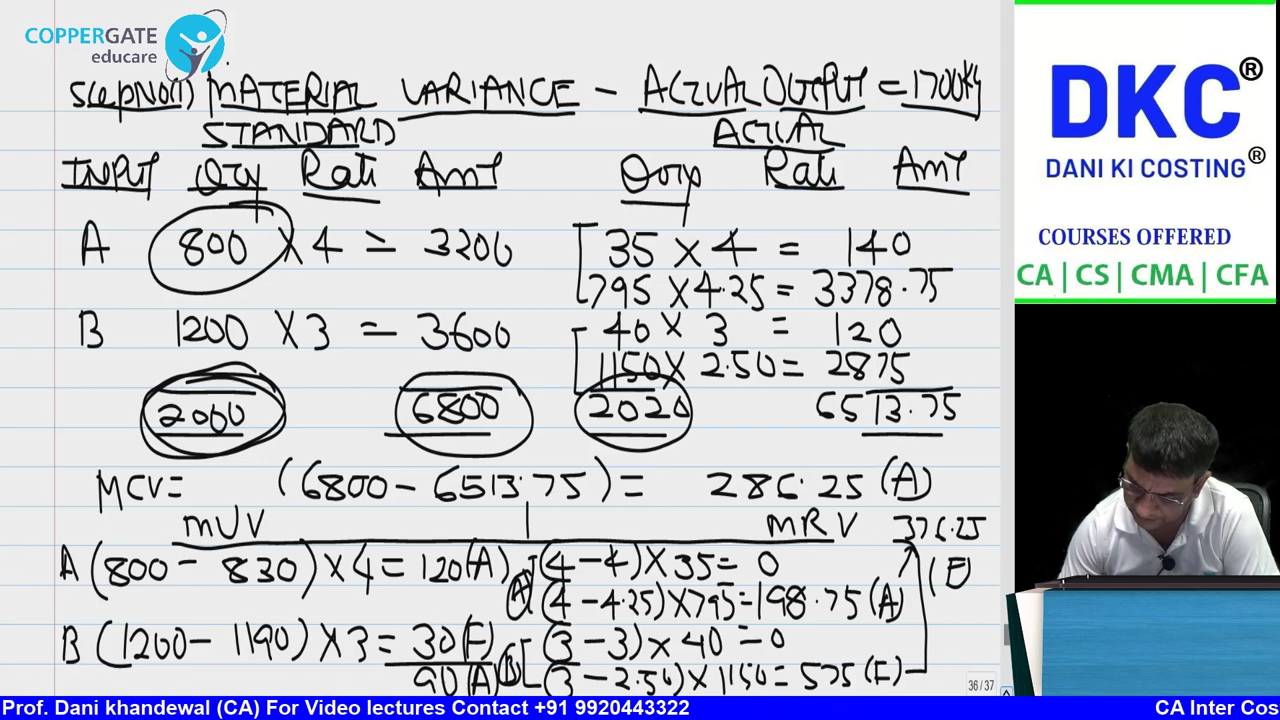 COPPERGATE
educare
Step No(1) MATERIAL VARIANCE - ACTUAL OUTPUT = 1700 Kg
STANDARD ACTUAL
INPUT Qty Rate Amt Qty Rate Amt
A 800 X 4 = 3200 35 X 4 = 140
795 X 4.25 = 3378.75
B 1200 X 3 = 3600 40 X 3 = 120
1150 X 2.50 = 2875
2000 6800 2020 6513.75
MCV = (6800 - 6513.75) = 286.25 (A)
MUV MRV 376.25
(F)
A (800 - 830) X 4 = 120 (A) A (4 - 4) X 35 = 0
(4 - 4.25) X 795 = 198.75 (A)
B (1200 - 1190) X 3 = 30 (F) B (3 - 3) X 40 = 0
90 (A) (3 - 2.50) X 1150 = 575 (F)
36 / 37
DKC®
DANI KI COSTING®
COURSES OFFERED
CA | CS | CMA | CFA
Prof. Dani khandewal (CA) For Video lectures Contact +91 9920443322
CA Inter Cos